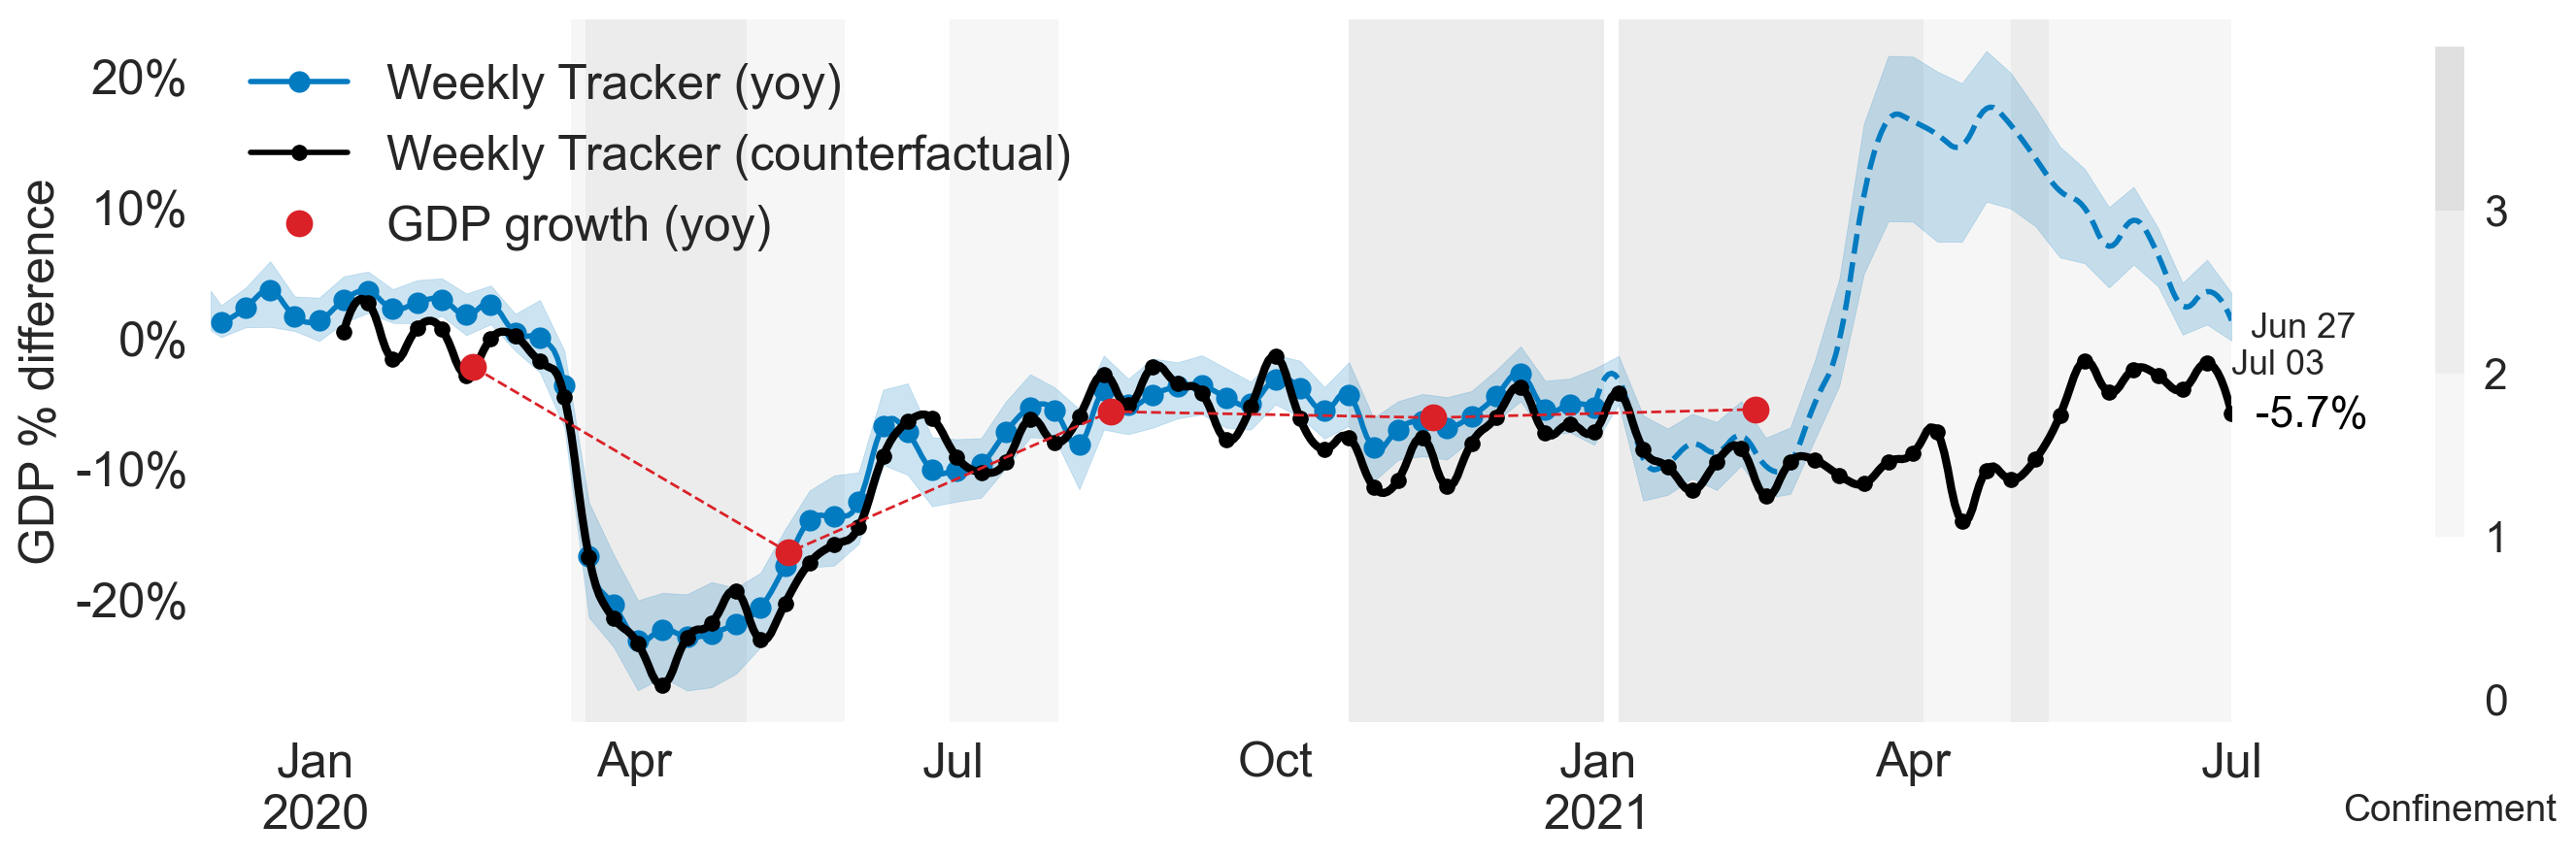 GDP % difference
20%
10%
0%
-10%
-20%
Weekly Tracker (yoy)
Weekly Tracker (counterfactual)
GDP growth (yoy)
Jun 27
Jul 03
-5.7%
3
2
1
0
Jan
2020
Apr
Jul
Oct
Jan
2021
Apr
Jul
Confinement